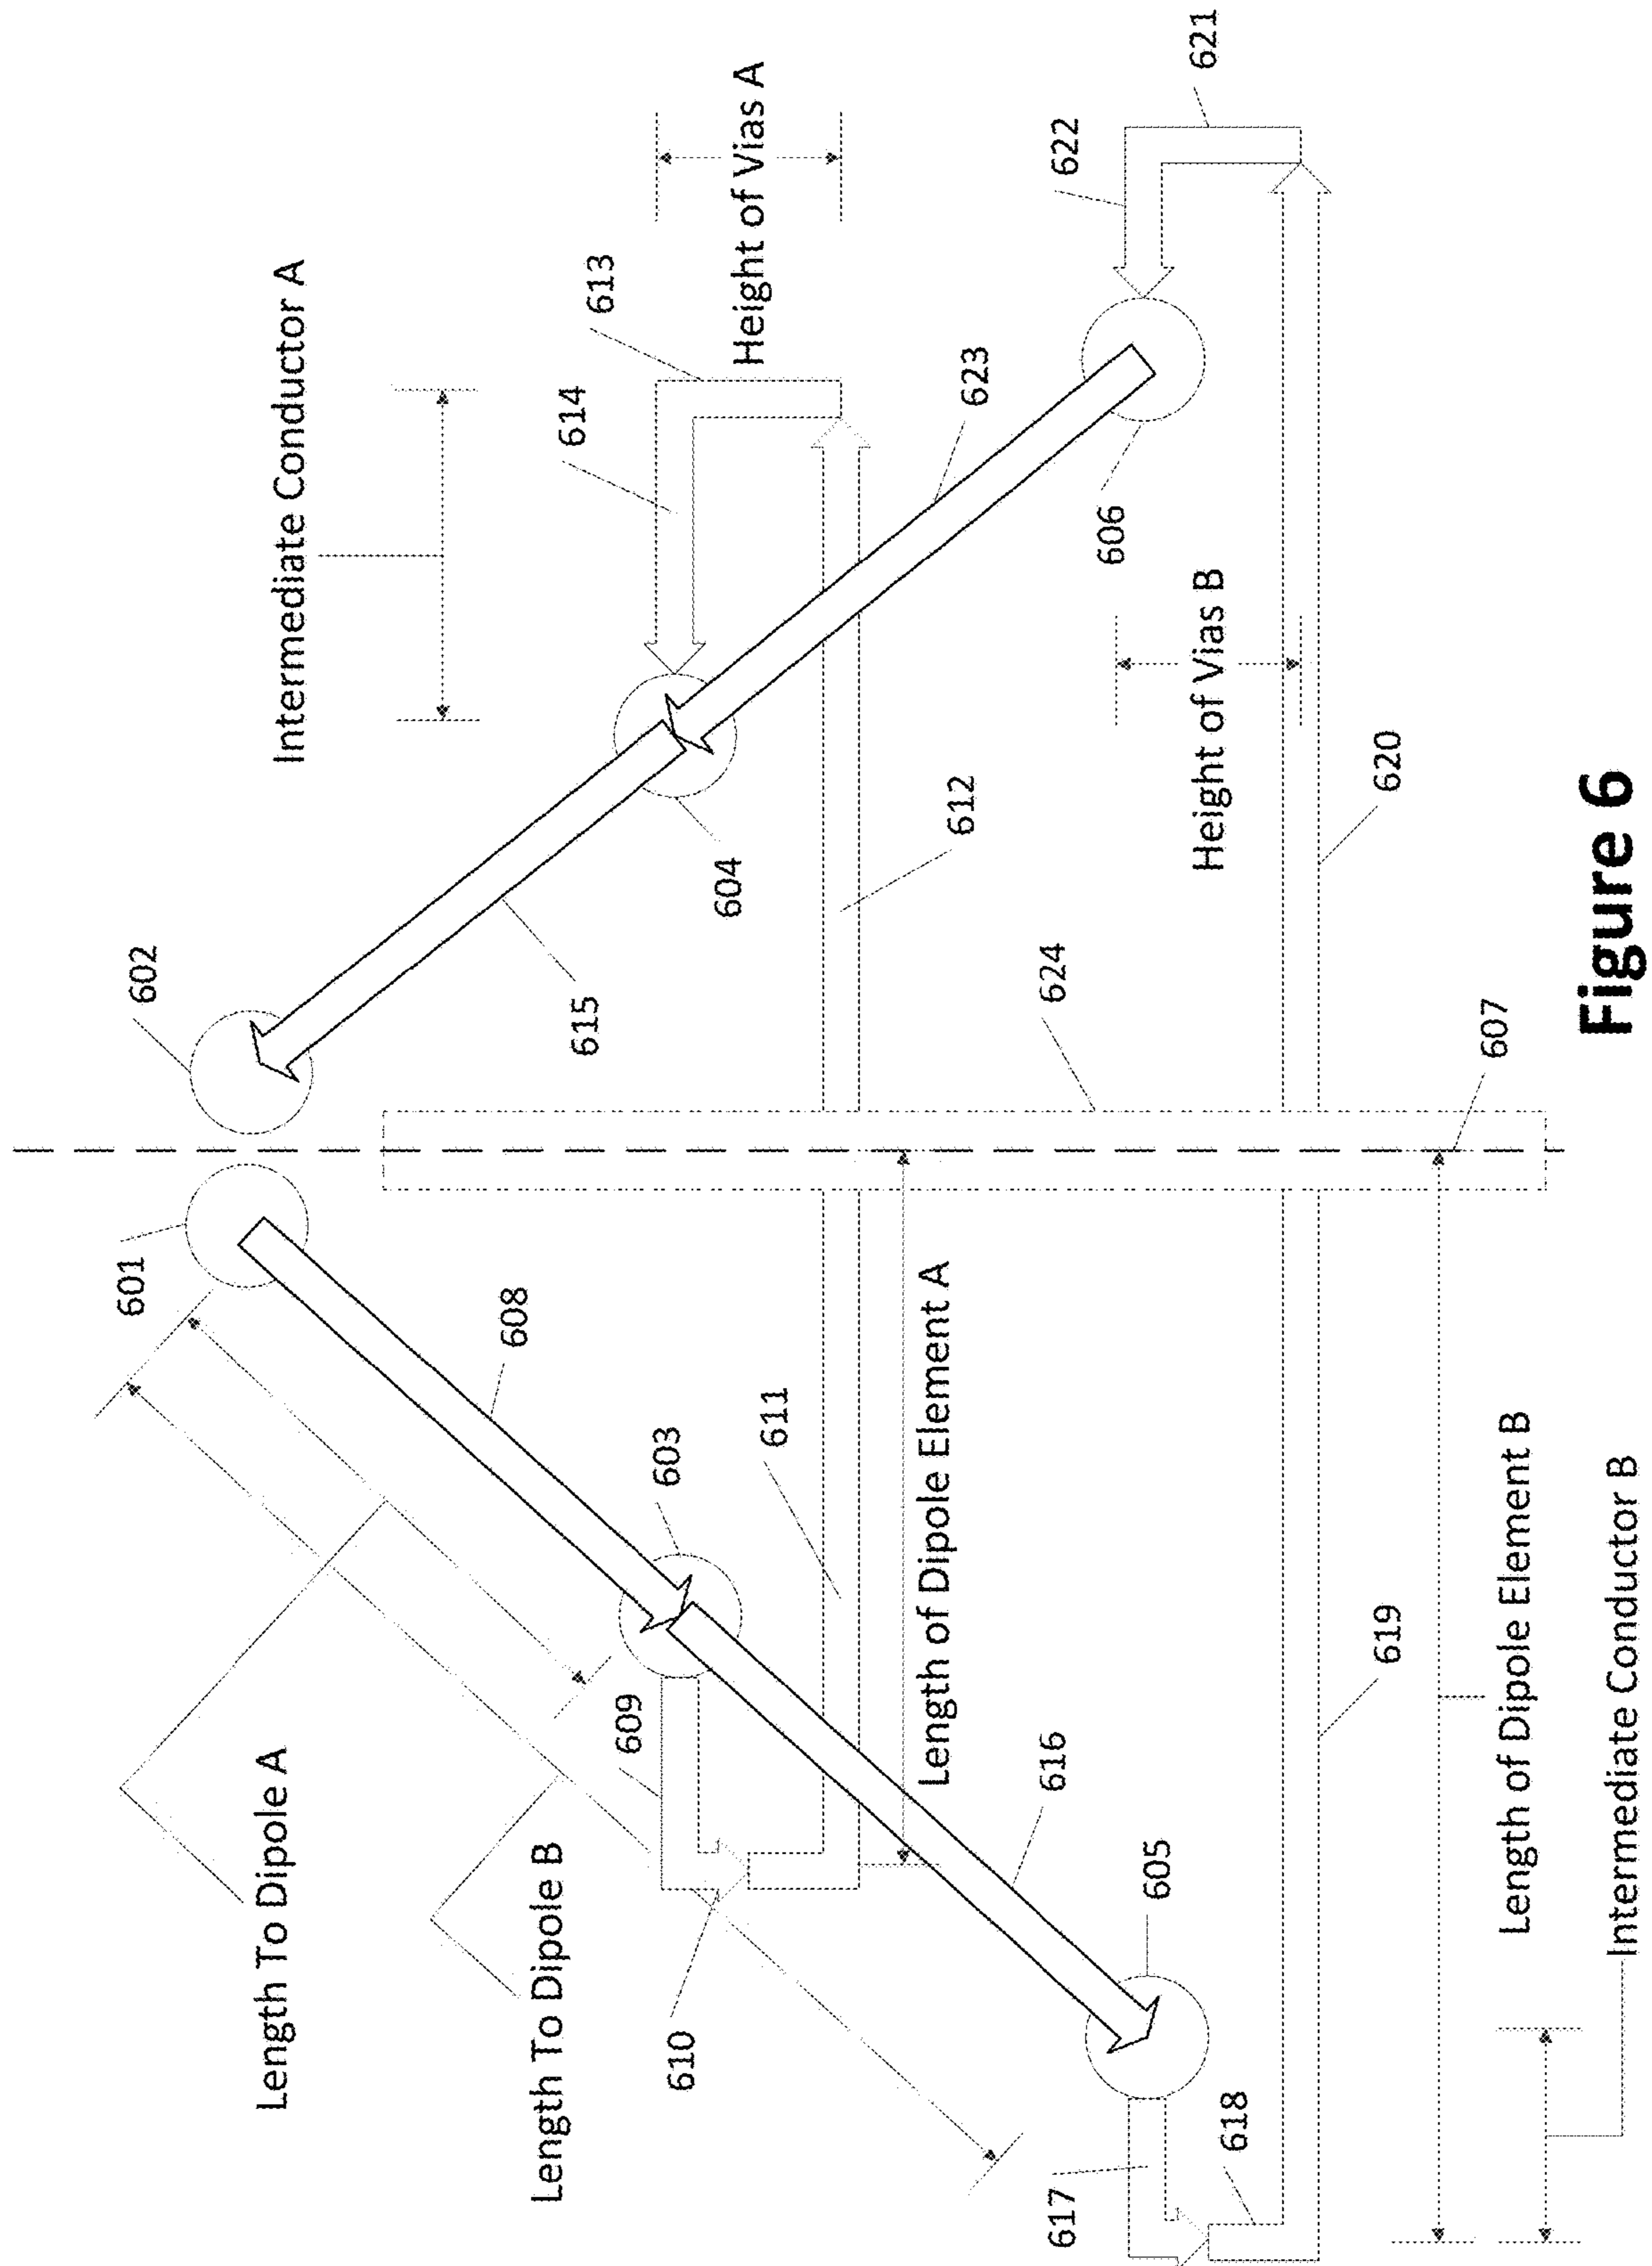 Length To Dipole A
Length To Dipole B
Intermediate Conductor A
601
602
608
615
603
604
609
610
614
613
Height of Vias A
611
612
Length of Dipole Element A
616
623
605
606
622
621
617
618
624
Height of Vias B
619
620
607
Length of Dipole Element B
Intermediate Conductor B
Figure 6